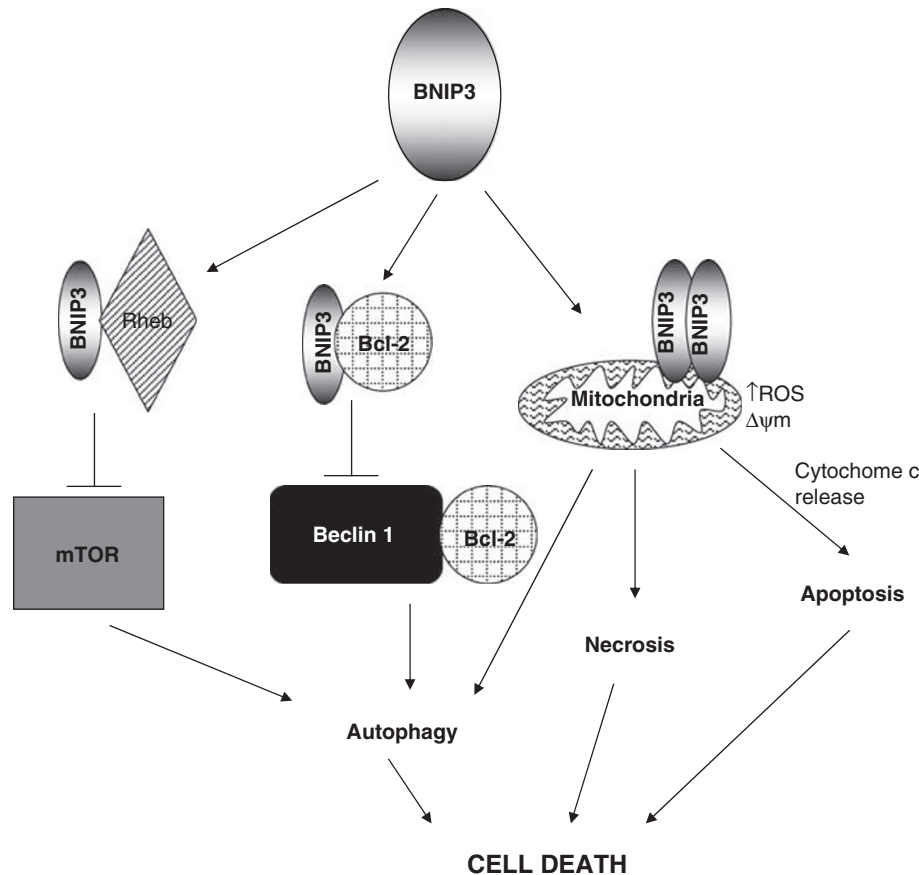 BNIP3
BNIP3
Rheb
BNIP3
Bcl-2
BNIP3
BNIP3
Mitochondria
↑ROS
Δψm
Cytochome c
release
mTOR
Beclin 1
Bcl-2
Apoptosis
Necrosis
Autophagy
CELL DEATH